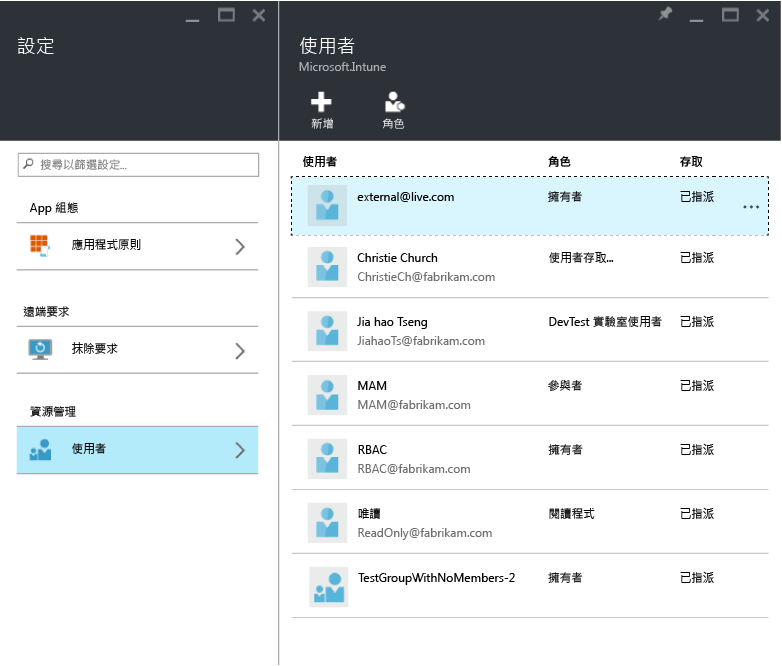 設定
搜尋以篩選設定...
App 組態
應用程式原則
遠端要求
抹除要求
資源管理
使用者
使用者
Microsoft.Intune
新增
角色
使用者 角色 存取
external@live.com 擁有者 已指派
Christie Church 使用者存取... 已指派
ChristieCh@fabrikam.com
Jia hao Tseng DevTest 實驗室使用者 已指派
JiahaoTs@fabrikam.com
MAM 參與者 已指派
MAM@fabrikam.com
RBAC 擁有者 已指派
RBAC@fabrikam.com
唯讀 閱讀程式 已指派
ReadOnly@fabrikam.com
TestGroupWithNoMembers-2 擁有者 已指派